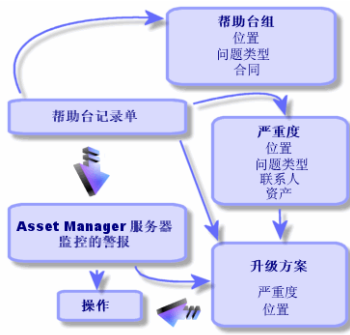 帮助台组
位置
问题类型
合同
帮助台记录单
严重度
位置
问题类型
联系人
资产
Asset Manager 服务器
监控的警报
升级方案
严重度
位置
操作